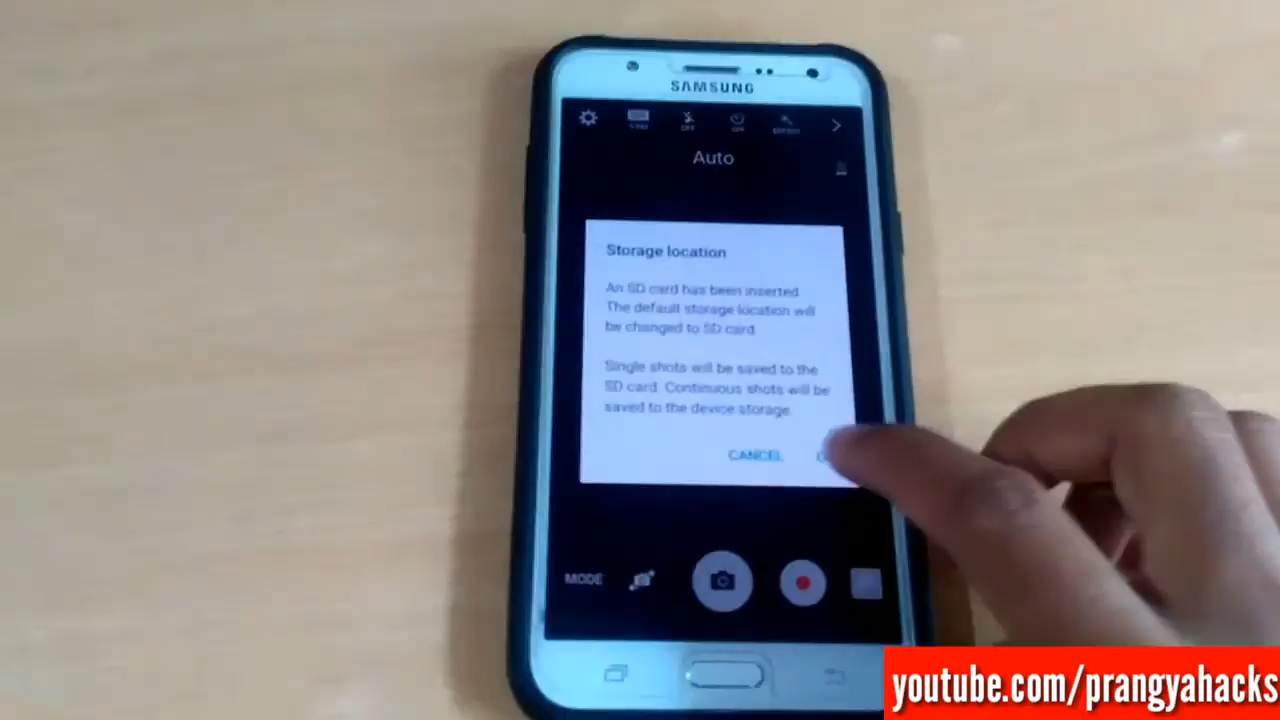 SAMSUNG
OFF
Auto
Storage location
An SD card has been inserted.
The default storage location will
be changed to SD card.
Single shots will be saved to the
SD card. Continuous shots will be
saved to the device storage.
CANCEL
MODE
youtube.com/prangyahacks